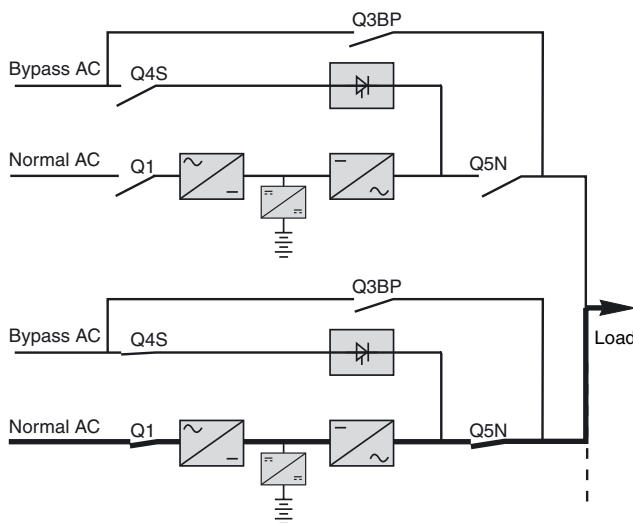 Q3BP
Bypass AC
Q4S
Normal AC
Q1
Q5N
Q3BP
Bypass AC
Q4S
Load
Normal AC
Q1
Q5N